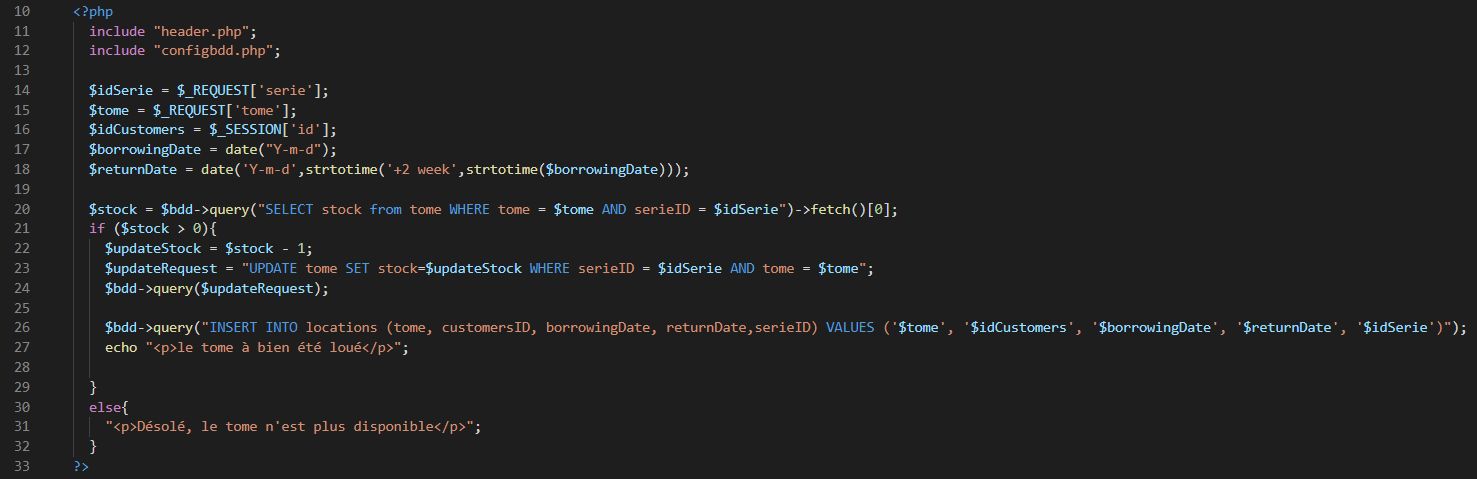 10 <?php
11 include "header.php";
12 include "configbdd.php";
13
14 $idSerie = $_REQUEST['serie'];
15 $tome = $_REQUEST['tome'];
16 $idCustomers = $_SESSION['id'];
17 $borrowingDate = date("Y-m-d");
18 $returnDate = date('Y-m-d',strtotime('+2 week',strtotime($borrowingDate)));
19
20 $stock = $bdd->query("SELECT stock from tome WHERE tome = $tome AND serieID = $idSerie")->fetch()[0];
21 if ($stock > 0){
22 $updateStock = $stock - 1;
23 $updateRequest = "UPDATE tome SET stock=$updateStock WHERE serieID = $idSerie AND tome = $tome";
24 $bdd->query($updateRequest);
25
26 $bdd->query("INSERT INTO locations (tome, customersID, borrowingDate, returnDate,serieID) VALUES ('$tome', '$idCustomers', '$borrowingDate', '$returnDate', '$idSerie')");
27 echo "<p>le tome à bien été loué</p>";
28
29 }
30 else{
31 "<p>Désolé, le tome n'est plus disponible</p>";
32 }
33 ?>